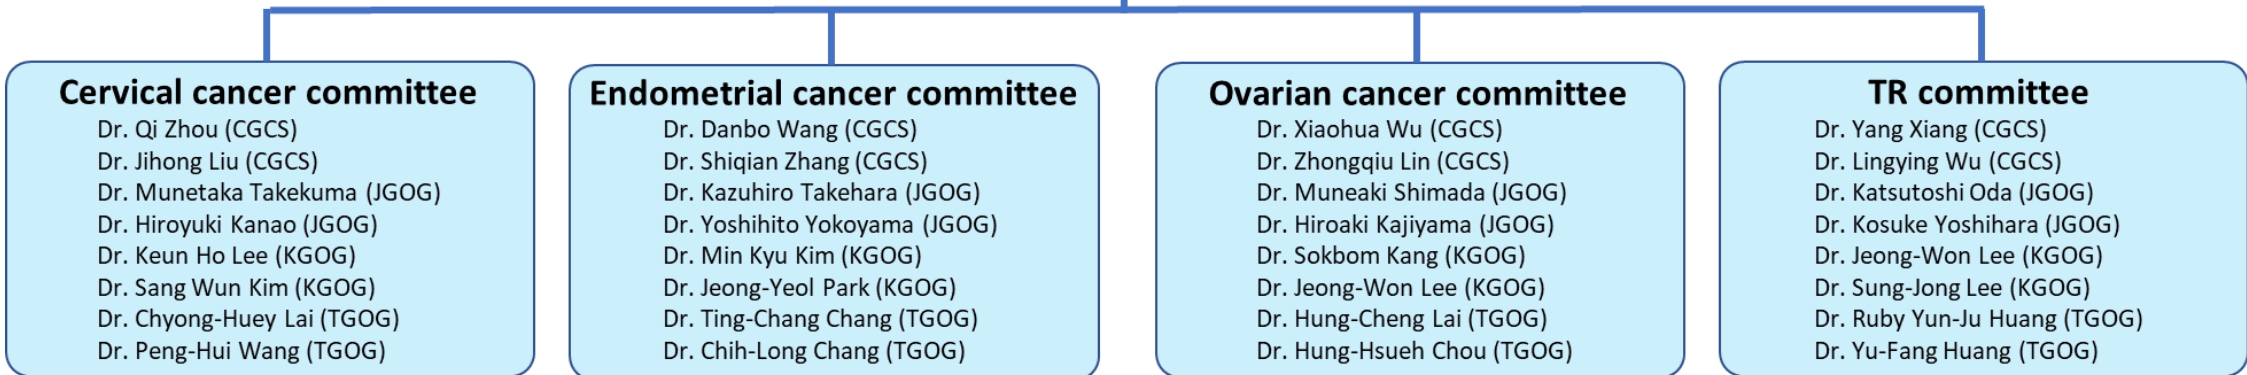 Cervical cancer committee
Dr. Qi Zhou (CGCS)
Dr. Jihong Liu (CGCS)
Dr. Munetaka Takekuma (JGOG)
Dr. Hiroyuki Kanao (JGOG)
Dr. Keun Ho Lee (KGOG)
Dr. Sang Wun Kim (KGOG)
Dr. Chyong-Huey Lai (TGOG)
Dr. Peng-Hui Wang (TGOG)
Endometrial cancer committee
Dr. Danbo Wang (CGCS)
Dr. Shiqian Zhang (CGCS)
Dr. Kazuhiro Takehara (JGOG)
Dr. Yoshihito Yokoyama (JGOG)
Dr. Min Kyu Kim (KGOG)
Dr. Jeong-Yeol Park (KGOG)
Dr. Ting-Chang Chang (TGOG)
Dr. Chih-Long Chang (TGOG)
Ovarian cancer committee
Dr. Xiaohua Wu (CGCS)
Dr. Zhongqiu Lin (CGCS)
Dr. Muneaki Shimada (JGOG)
Dr. Hiroaki Kajiyama (JGOG)
Dr. Sokbom Kang (KGOG)
Dr. Jeong-Won Lee (KGOG)
Dr. Hung-Cheng Lai (TGOG)
Dr. Hung-Hsueh Chou (TGOG)
TR committee
Dr. Yang Xiang (CGCS)
Dr. Lingying Wu (CGCS)
Dr. Katsutoshi Oda (JGOG)
Dr. Kosuke Yoshihara (JGOG)
Dr. Jeong-Won Lee (KGOG)
Dr. Sung-Jong Lee (KGOG)
Dr. Ruby Yun-Ju Huang (TGOG)
Dr. Yu-Fang Huang (TGOG)